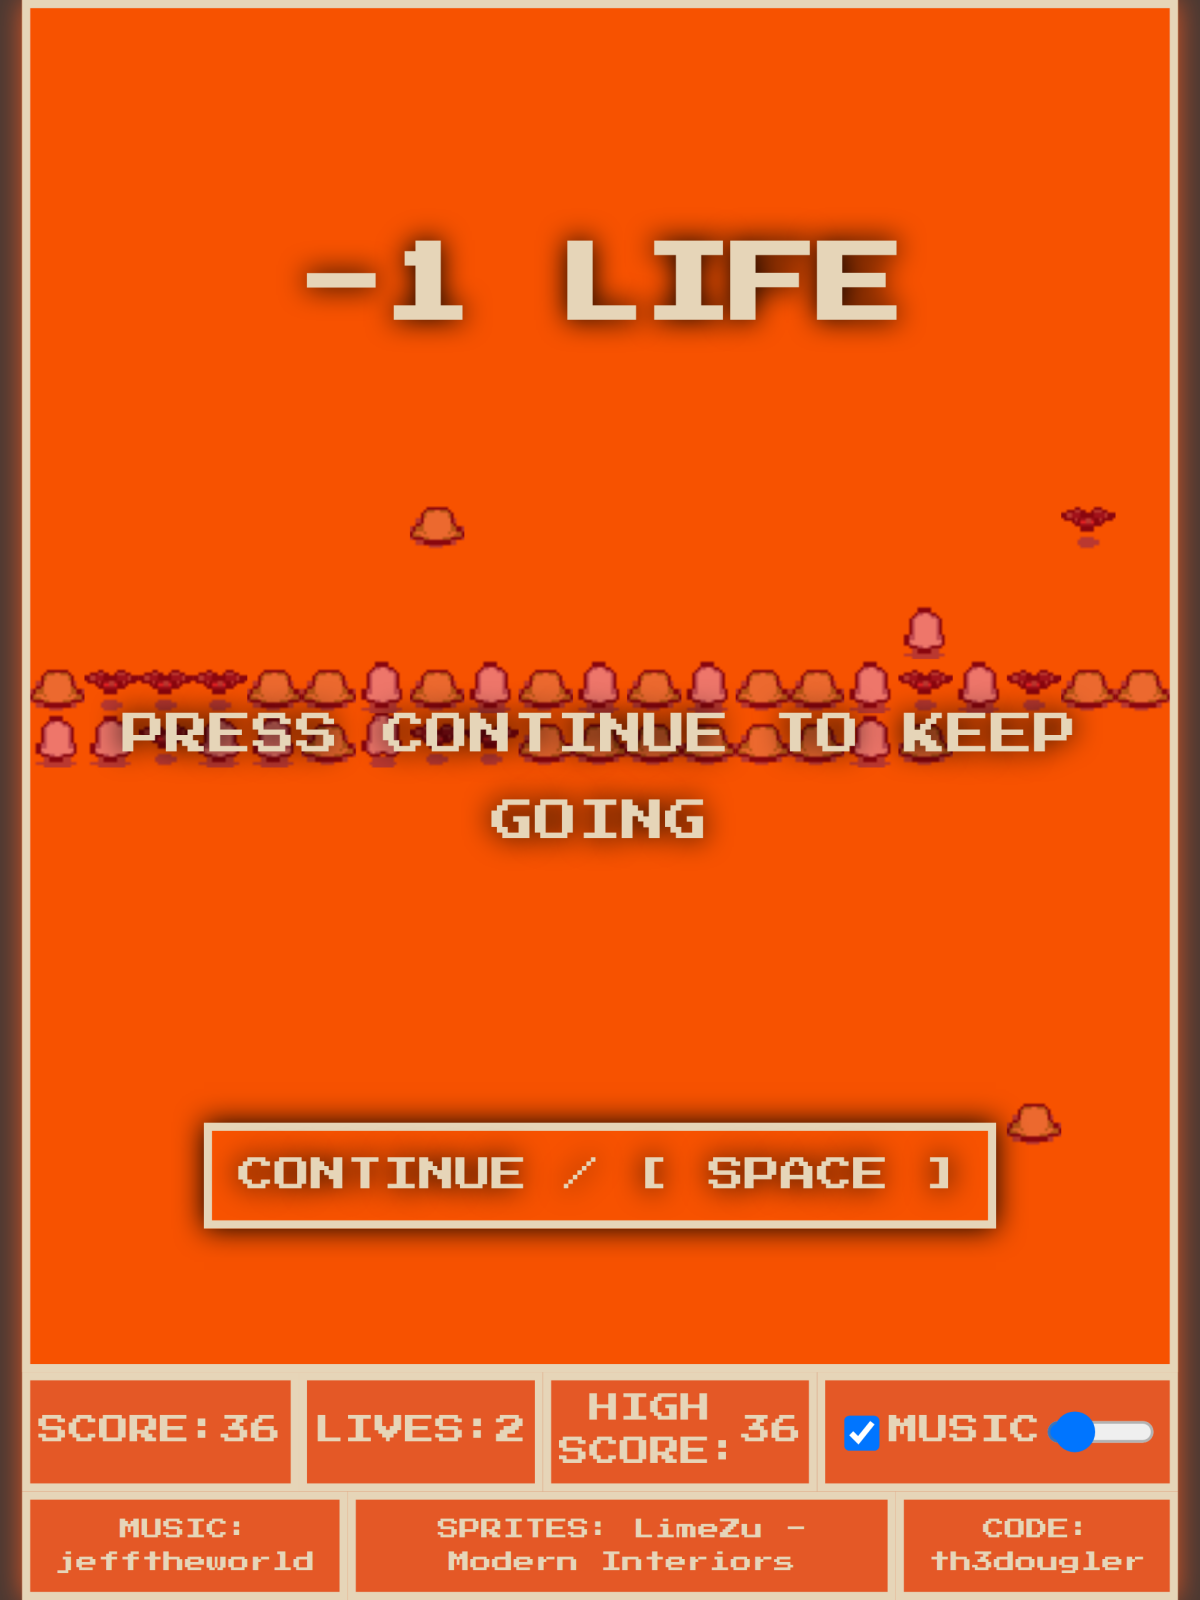 -1 LIFE
PRESS CONTINUE TO KEEP
GOING
CONTINUE / [ SPACE ]
SCORE: 36
LIVES: 2
HIGH
SCORE: 36
MUSIC
MUSIC:
jefftheworld
SPRITES: LimeZu -
Modern Interiors
CODE:
th3dougler